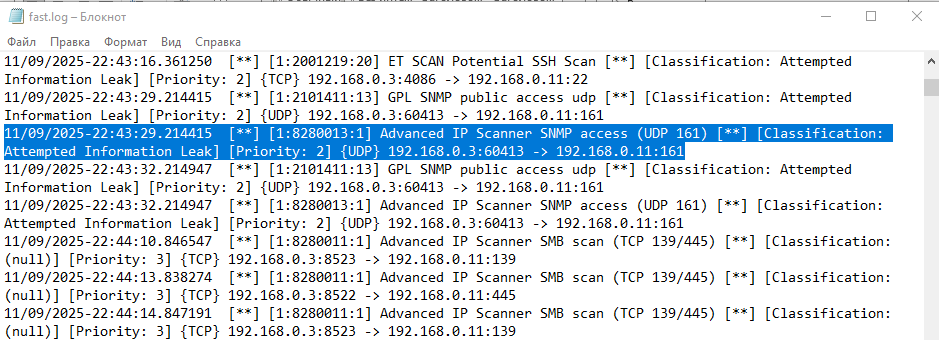 fast.log – Блокнот
Файл Правка Формат Вид Справка
11/09/2025-22:43:16.361250  [**] [1:2001219:20] ET SCAN Potential SSH Scan [**] [Classification: Attempted
Information Leak] [Priority: 2] {TCP} 192.168.0.3:4086 -> 192.168.0.11:22
11/09/2025-22:43:29.214415  [**] [1:2101411:13] GPL SNMP public access udp [**] [Classification: Attempted
Information Leak] [Priority: 2] {UDP} 192.168.0.3:60413 -> 192.168.0.11:161
11/09/2025-22:43:29.214415  [**] [1:8280013:1] Advanced IP Scanner SNMP access (UDP 161) [**] [Classification:
Attempted Information Leak] [Priority: 2] {UDP} 192.168.0.3:60413 -> 192.168.0.11:161
11/09/2025-22:43:32.214947  [**] [1:2101411:13] GPL SNMP public access udp [**] [Classification: Attempted
Information Leak] [Priority: 2] {UDP} 192.168.0.3:60413 -> 192.168.0.11:161
11/09/2025-22:43:32.214947  [**] [1:8280013:1] Advanced IP Scanner SNMP access (UDP 161) [**] [Classification:
Attempted Information Leak] [Priority: 2] {UDP} 192.168.0.3:60413 -> 192.168.0.11:161
11/09/2025-22:44:10.846547  [**] [1:8280011:1] Advanced IP Scanner SMB scan (TCP 139/445) [**] [Classification:
(null)] [Priority: 3] {TCP} 192.168.0.3:8523 -> 192.168.0.11:139
11/09/2025-22:44:13.838274  [**] [1:8280011:1] Advanced IP Scanner SMB scan (TCP 139/445) [**] [Classification:
(null)] [Priority: 3] {TCP} 192.168.0.3:8522 -> 192.168.0.11:445
11/09/2025-22:44:14.847191  [**] [1:8280011:1] Advanced IP Scanner SMB scan (TCP 139/445) [**] [Classification:
(null)] [Priority: 3] {TCP} 192.168.0.3:8523 -> 192.168.0.11:139